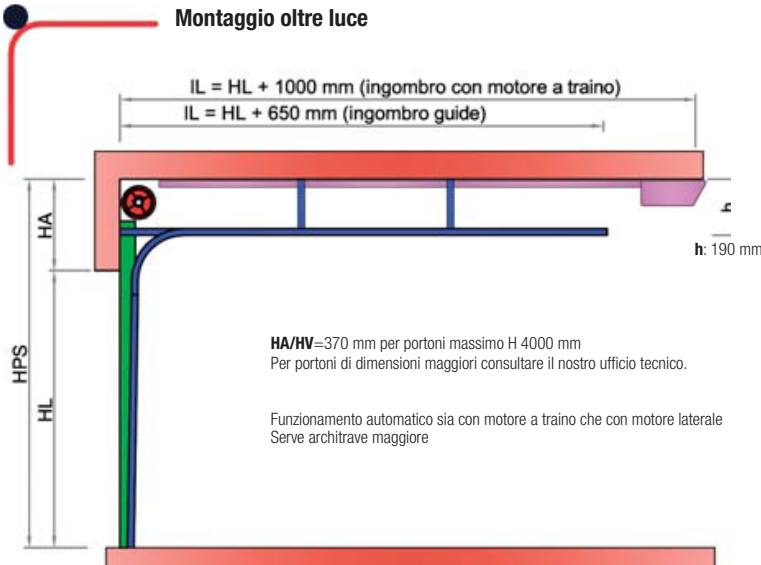 Montaggio oltre luce
IL = HL + 1000 mm (ingombro con motore a traino)
IL = HL + 650 mm (ingombro guide)
HA
h
h: 190 mm
HPS
HL
HA/HV=370 mm per portoni massimo H 4000 mm
Per portoni di dimensioni maggiori consultare il nostro ufficio tecnico.
Funzionamento automatico sia con motore a traino che con motore laterale
Serve architrave maggiore